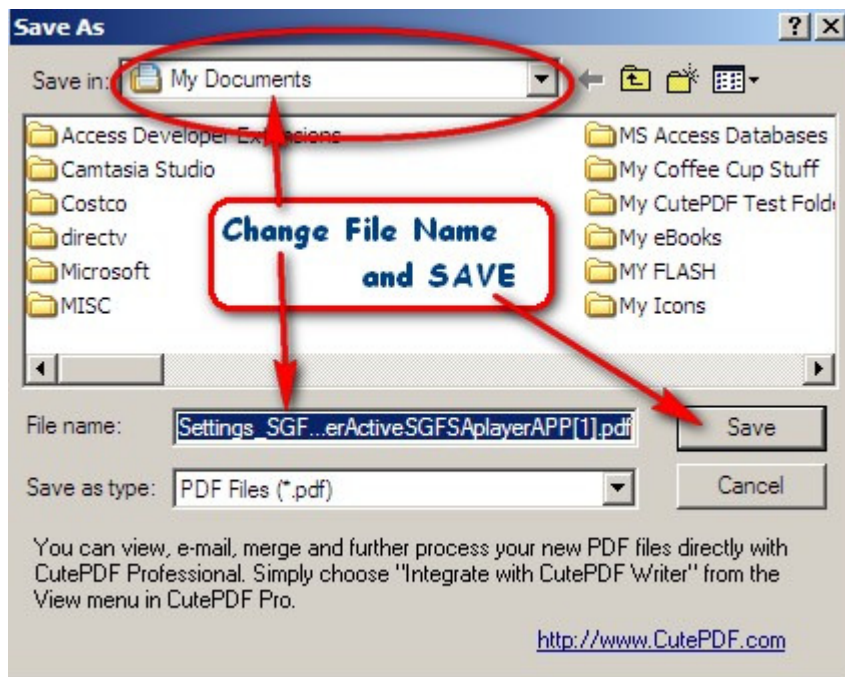 Save As
Save in: My Documents
Access Developer Extensions
Camtasia Studio
Costco
directv
Microsoft
MISC
MS Access Databases
My Coffee Cup Stuff
My CutePDF Test Fold
My eBooks
MY FLASH
My Icons
Change File Name
and SAVE
File name: Settings_SGF...erActiveSGFSAplayerAPP[1].pdf
Save
Save as type: PDF Files (*.pdf)
Cancel
You can view, e-mail, merge and further process your new PDF files directly with
CutePDF Professional. Simply choose "Integrate with CutePDF Writer" from the
View menu in CutePDF Pro.
http://www.CutePDF.com